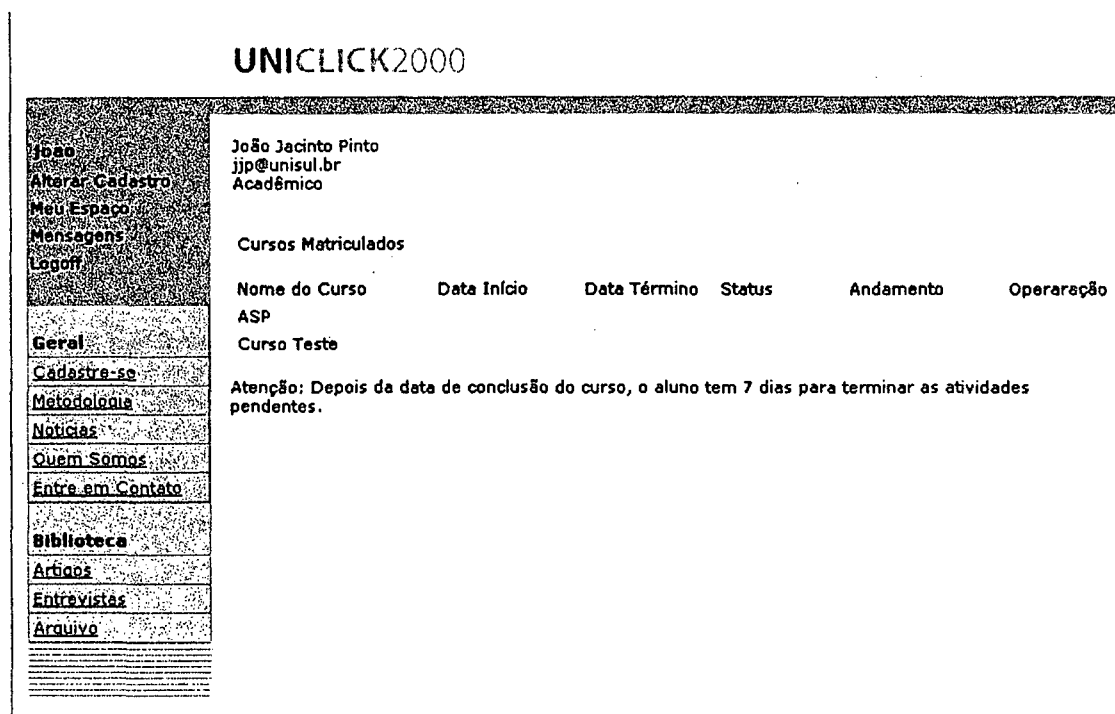 UNICLICK2000
João
Alterar Cadastro
Meu Espaço
Mensagens
Logoff
Geral
Cadastre-se
Metodologia
Notícias
Quem Somos
Entre em Contato
Biblioteca
Artigos
Entrevistas
Arquivo
João Jacinto Pinto
jjp@unisul.br
Acadêmico
Cursos Matriculados
Nome do Curso Data Início Data Término Status Andamento Operaração
ASP
Curso Teste
Atenção: Depois da data de conclusão do curso, o aluno tem 7 dias para terminar as atividades
pendentes.